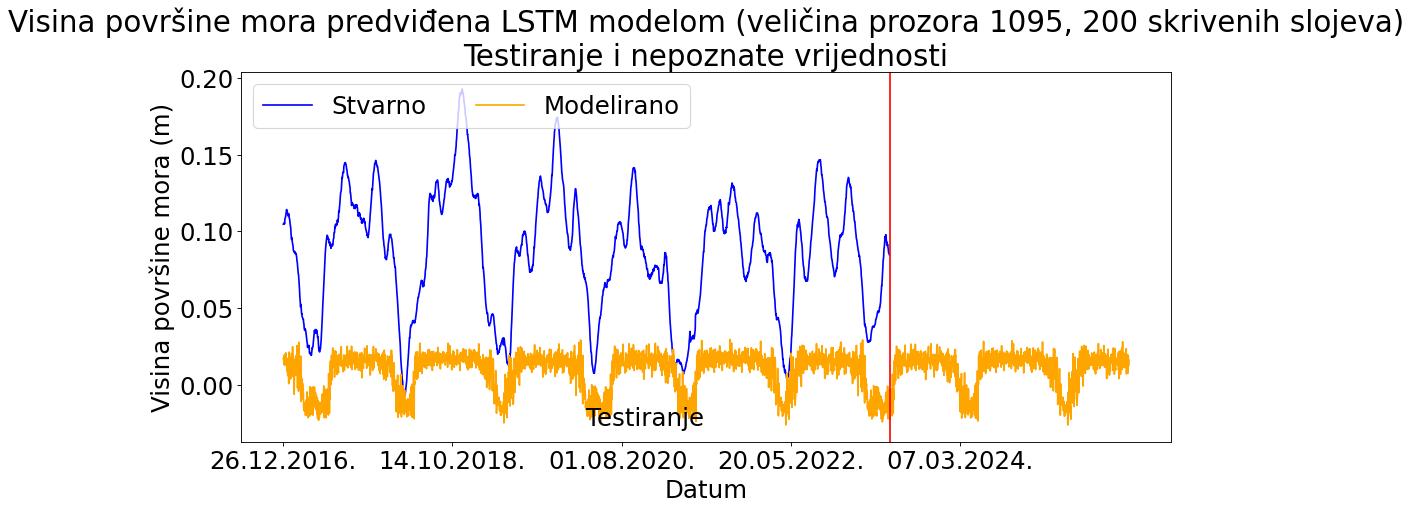 Visina površine mora predviđena LSTM modelom (veličina prozora 1095, 200 skrivenih slojeva)
Testiranje i nepoznate vrijednosti
Stvarno
Modelirano
Visina površine mora (m)
0.20
0.15
0.10
0.05
0.00
Testiranje
26.12.2016.
14.10.2018.
01.08.2020.
20.05.2022.
07.03.2024.
Datum